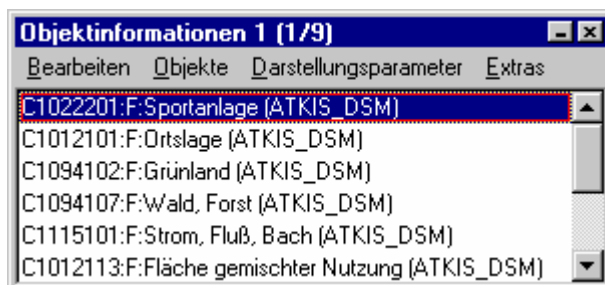 Objektinformationen 1 (1/9)
Bearbeiten Objekte Darstellungsparameter Extras
C1022201:F:Sportanlage (ATKIS_DSM)
C1012101:F:Ortslage (ATKIS_DSM)
C1094102:F:Grünland (ATKIS_DSM)
C1094107:F:Wald, Forst (ATKIS_DSM)
C1115101:F:Strom, Fluß, Bach (ATKIS_DSM)
C1012113:F:Fläche gemischter Nutzung (ATKIS_DSM)